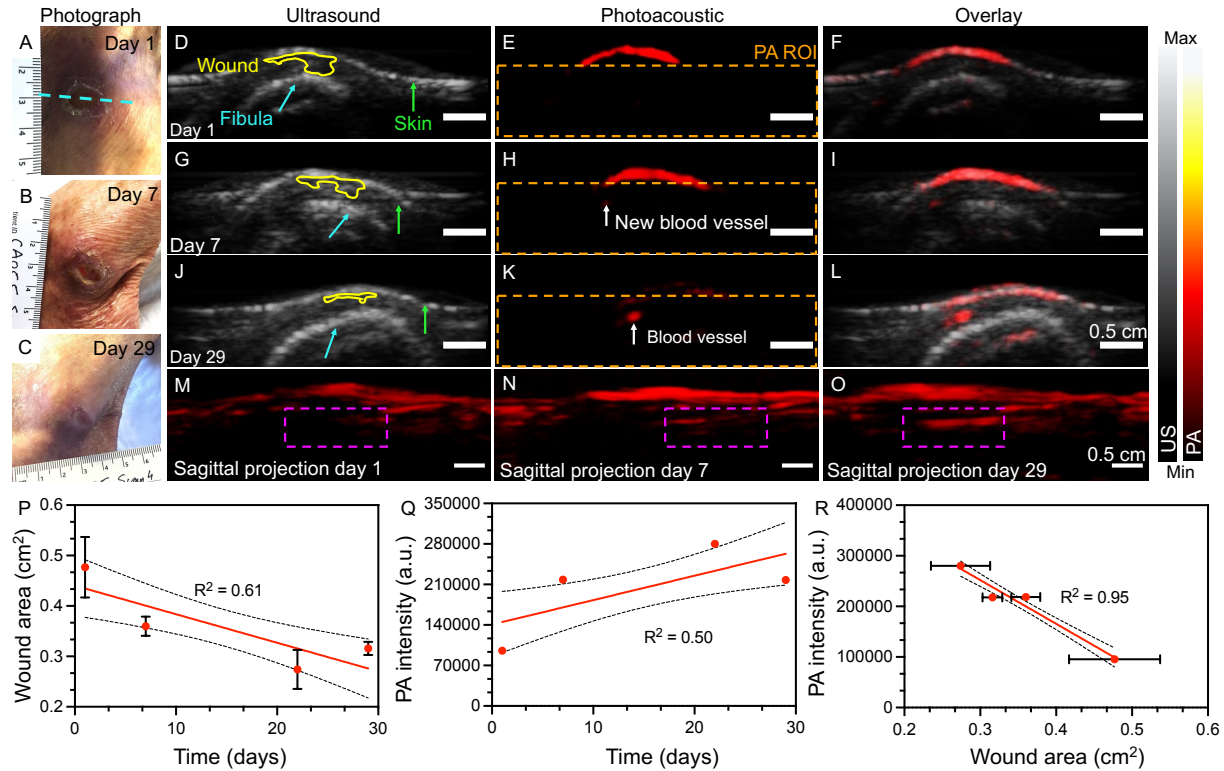 Photograph Ultrasound Photoacoustic Overlay
A Day 1
2
3
4
5
B Day 7
C Day 29
D Wound
Fibula
Skin
Day 1
E PA ROI
F
G
Day 7
H
New blood vessel
I
J
Day 29
K
Blood vessel
L
0.5 cm
M
Sagittal projection day 1
N
Sagittal projection day 7
O
0.5 cm
Sagittal projection day 29
Max
US
PA
Min
P
Wound area (cm²)
0.6
0.5
0.4
0.3
0.2
R² = 0.61
0 10 20 30
Time (days)
Q
PA intensity (a.u.)
350000
280000
210000
140000
70000
0
R² = 0.50
0 10 20 30
Time (days)
R
PA intensity (a.u.)
400000
300000
200000
100000
0
R² = 0.95
0.2 0.3 0.4 0.5 0.6
Wound area (cm²)